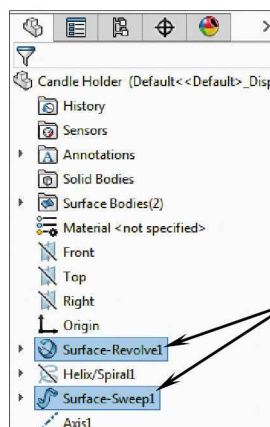 Candle Holder (Default<<Default>_Disp
History
Sensors
Annotations
Solid Bodies
Surface Bodies(2)
Material <not specified>
Front
Top
Right
Origin
Surface-Revolve1
Helix/Spiral1
Surface-Sweep1
Axis1